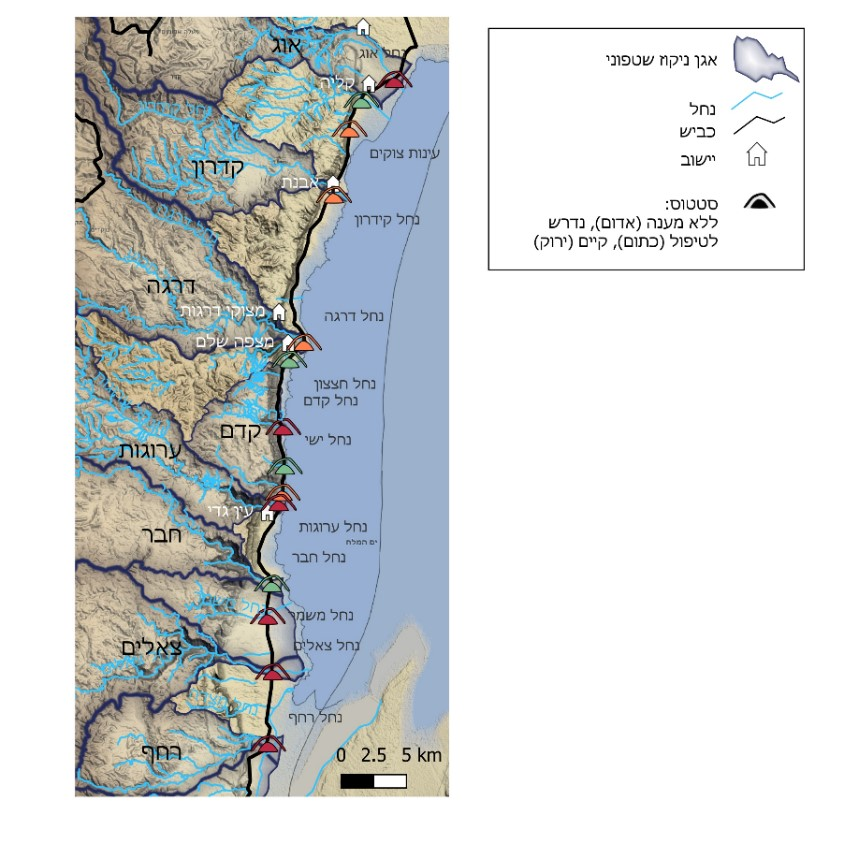 אוג
נחל אוג
קליה
עינות צוקים
קדרון
אבנת
נחל קידרון
דרגה
מצוקי דרגות
נחל דרגה
מצפה שלם
נחל חצצון
נחל קדם
קדם
נחל ישי
ערוגות
עין גדי
נחל ערוגות
ים המלח
חבר
נחל חבר
נחל משמר
צאלים
נחל צאלים
נחל רחף
רחף
0 2.5 5 km
אגן ניקוז שטפוני
נחל
כביש
יישוב
סטטוס:
ללא מענה (אדום), נדרש
לטיפול (כתום), קיים (ירוק)